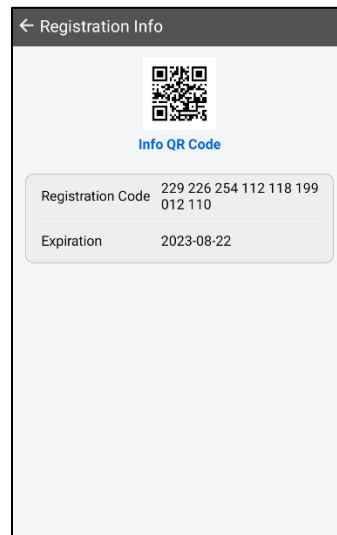 ← Registration Info
Info QR Code
Registration Code 229 226 254 112 118 199
012 110
Expiration 2023-08-22